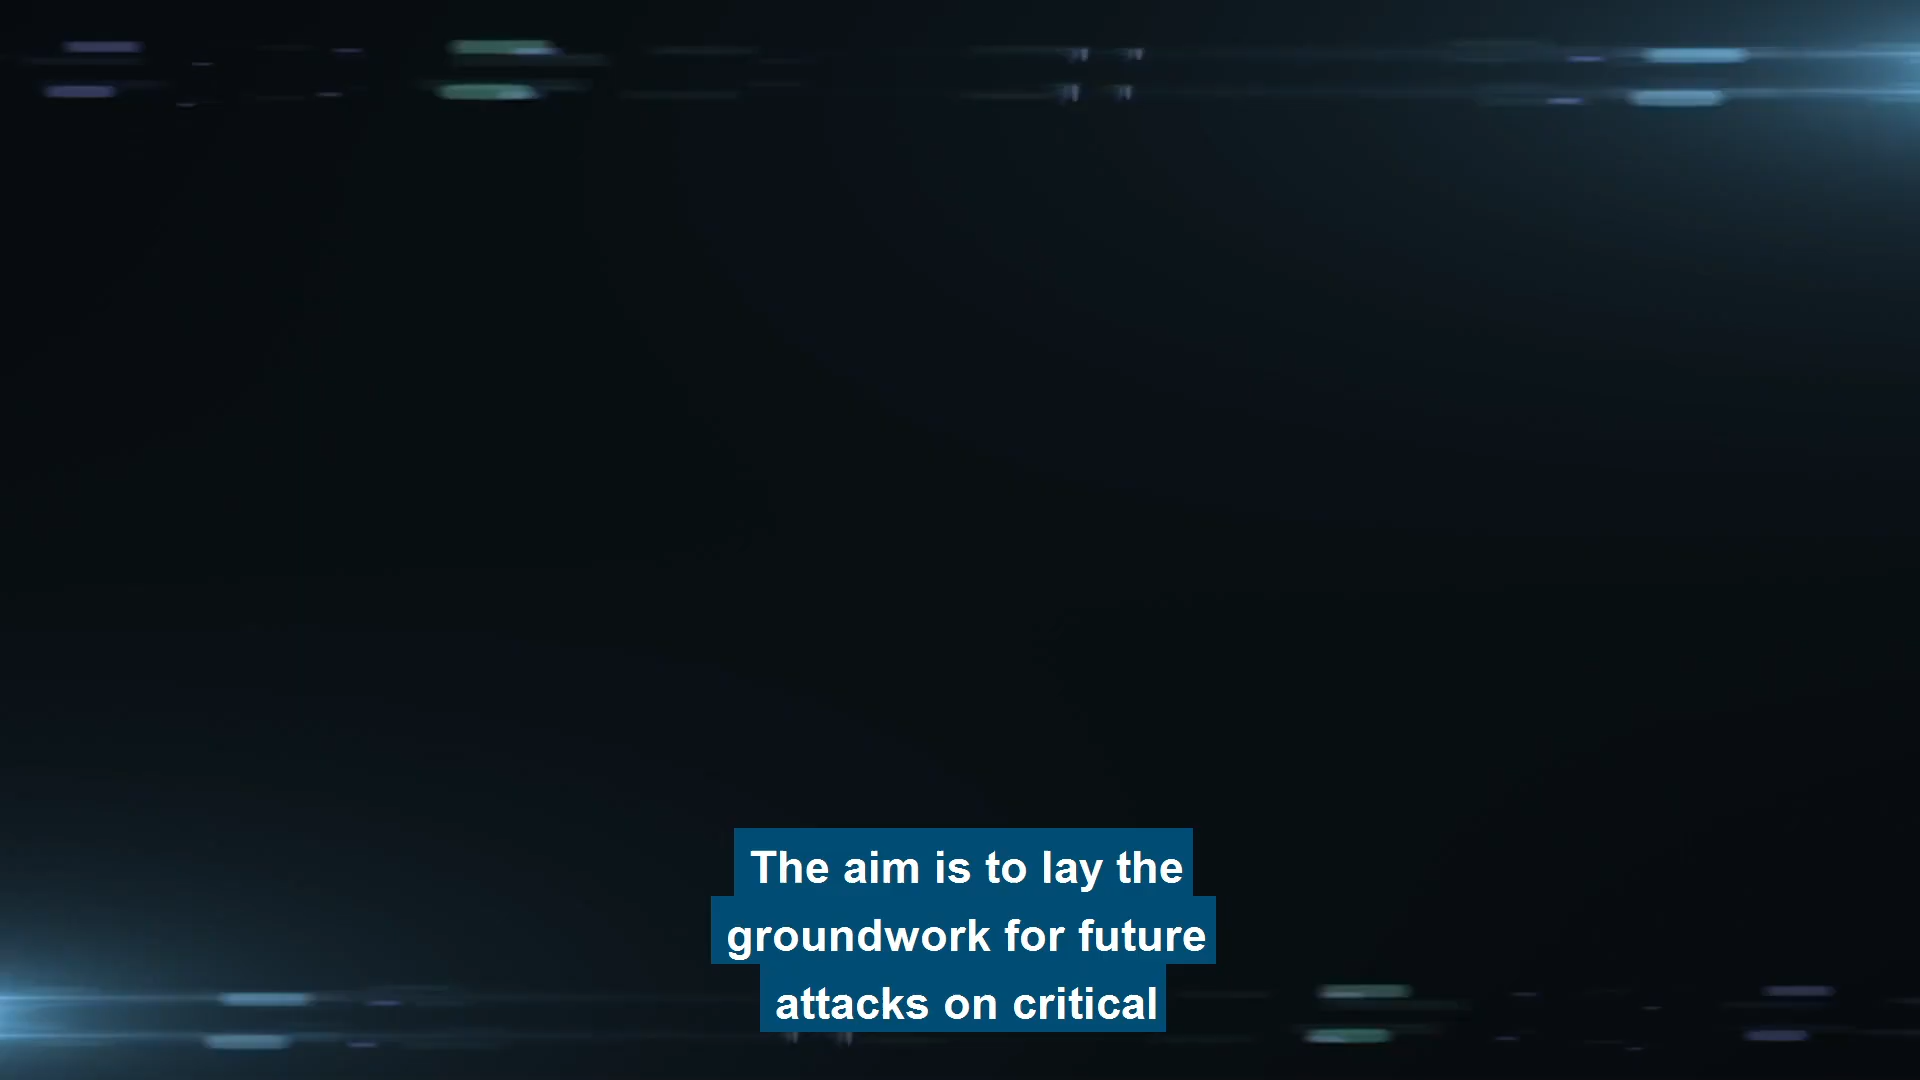 The aim is to lay the
groundwork for future
attacks on critical